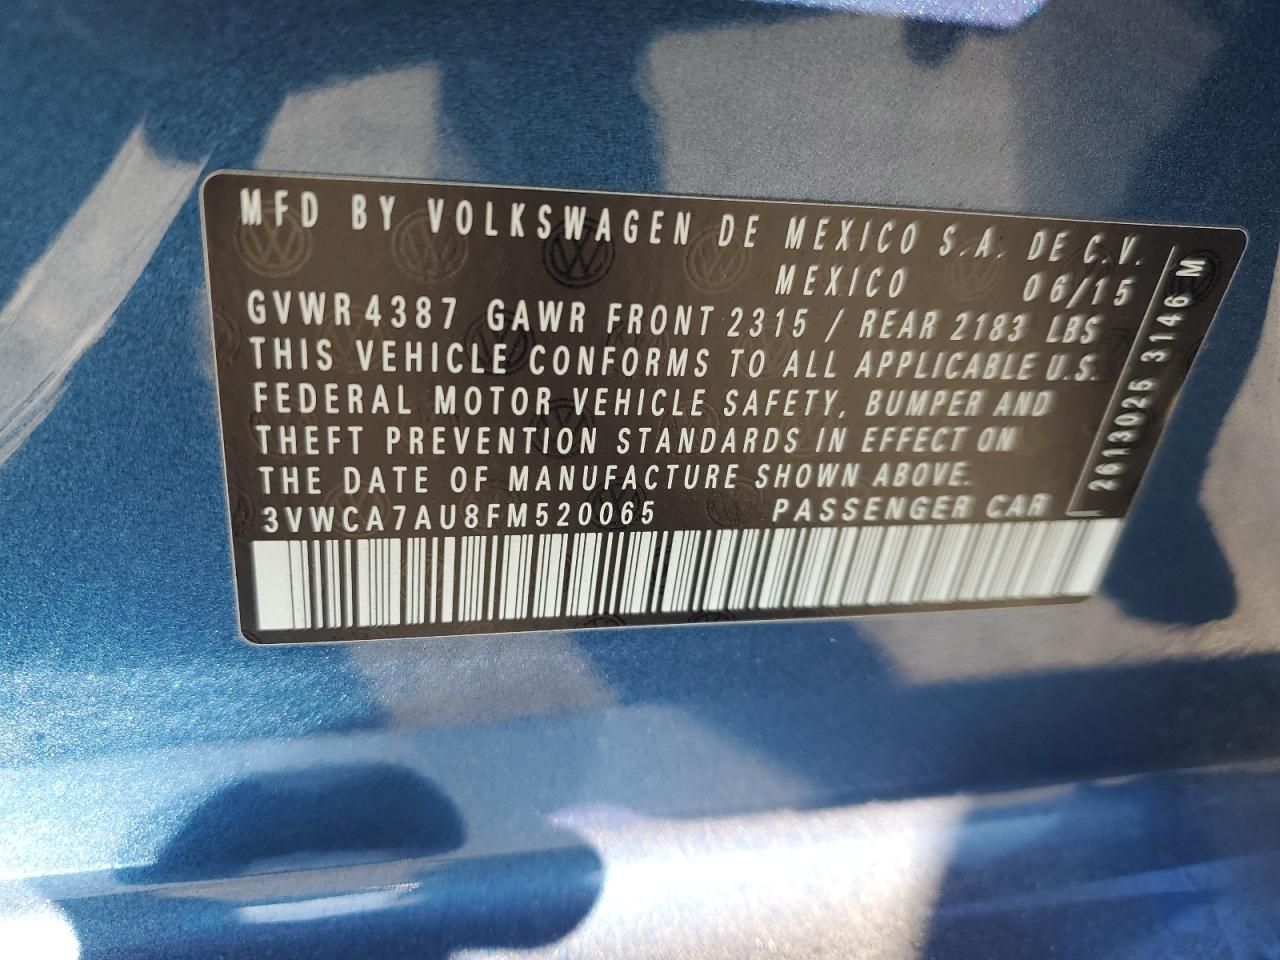 MFD BY VOLKSWAGEN DE MEXICO S.A. DE C.V.
MEXICO 06/15
GVWR 4387 GAWR FRONT 2315 / REAR 2183 LBS
THIS VEHICLE CONFORMS TO ALL APPLICABLE U.S.
FEDERAL MOTOR VEHICLE SAFETY, BUMPER AND
THEFT PREVENTION STANDARDS IN EFFECT ON
THE DATE OF MANUFACTURE SHOWN ABOVE.
3VWCA7AU8FM520065 PASSENGER CAR
2613026 3146 M